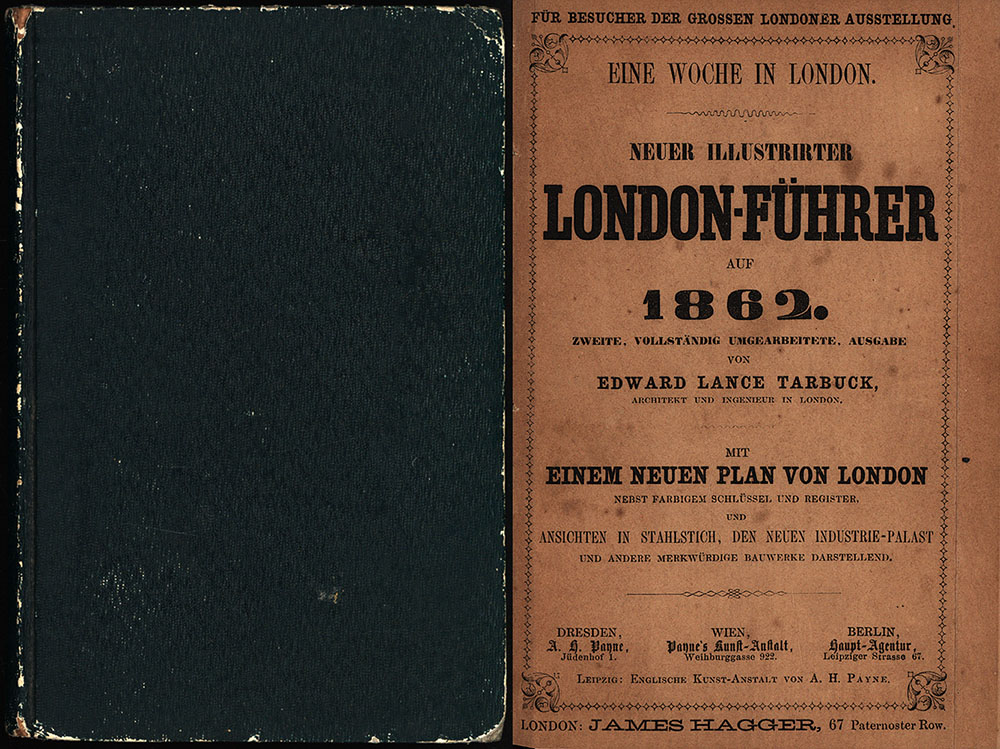 FÜR BESUCHER DER GROSSEN LONDONER AUSSTELLUNG.
EINE WOCHE IN LONDON.
NEUER ILLUSTRIRTER
LONDON-FÜHRER
AUF
1862.
ZWEITE, VOLLSTÄNDIG UMGEARBEITETE, AUSGABE
VON
EDWARD LANCE TARBUCK,
ARCHITEKT UND INGENIEUR IN LONDON.
MIT
EINEM NEUEN PLAN VON LONDON
NEBST FARBIGEM SCHLÜSSEL UND REGISTER,
UND
ANSICHTEN IN STAHLSTICH, DEN NEUEN INDUSTRIE-PALAST
UND ANDERE MERKWÜRDIGE BAUWERKE DARSTELLEND.
DRESDEN, WIEN, BERLIN,
A. H. Payne, Payne's Kunst-Anstalt, Haupt-Agentur,
Jüdenhof 1. Weihburggasse 922. Leipziger Strasse 67.
LEIPZIG: ENGLISCHE KUNST-ANSTALT VON A. H. PAYNE.
LONDON: JAMES HAGGER, 67 Paternoster Row.